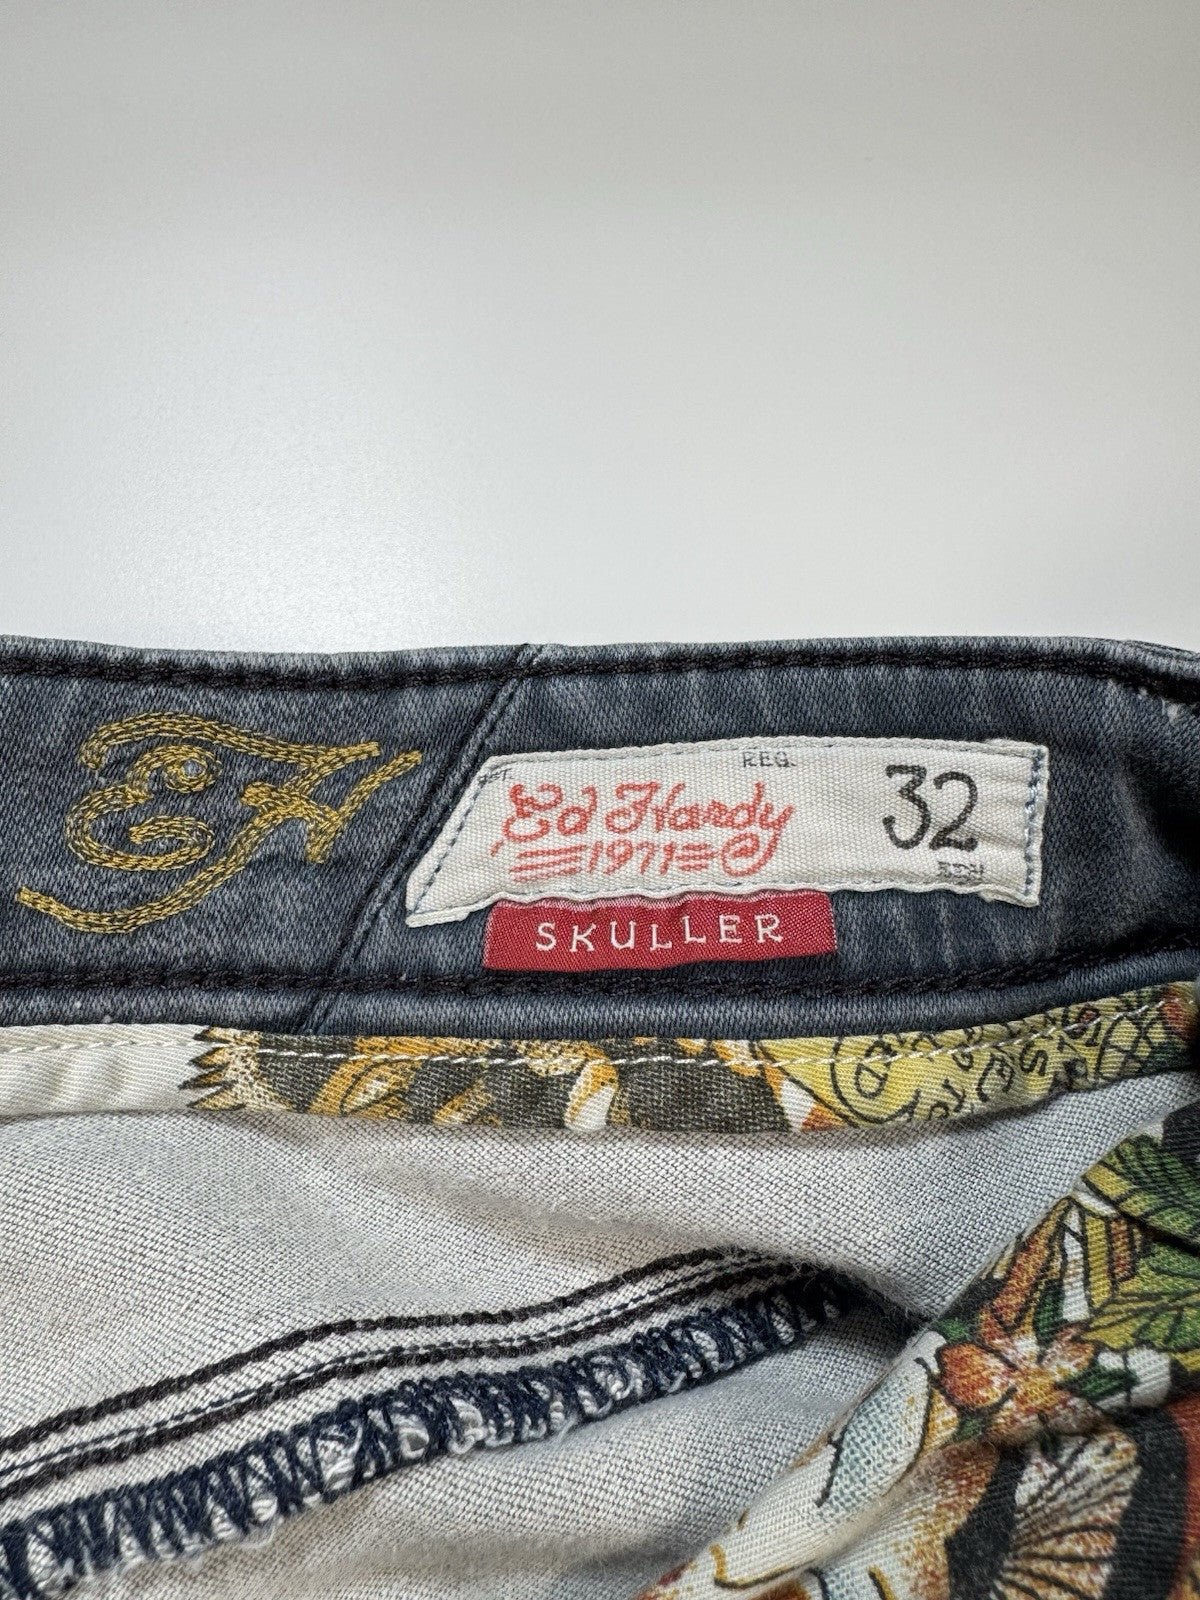 EH
REG.
Ed Hardy
32
1971
SKULLER